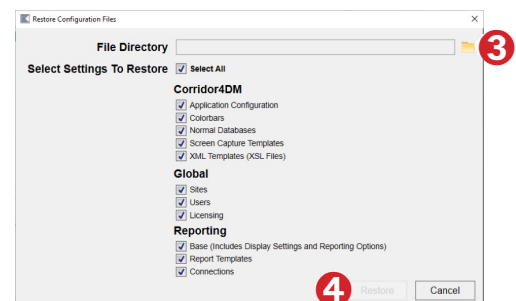 Restore Configuration Files
File Directory
3
Select Settings To Restore Select All
Corridor4DM
Application Configuration
Colorbars
Normal Databases
Screen Capture Templates
XML Templates (XSL Files)
Global
Sites
Users
Licensing
Reporting
Base (Includes Display Settings and Reporting Options)
Report Templates
Connections
4 Restore Cancel